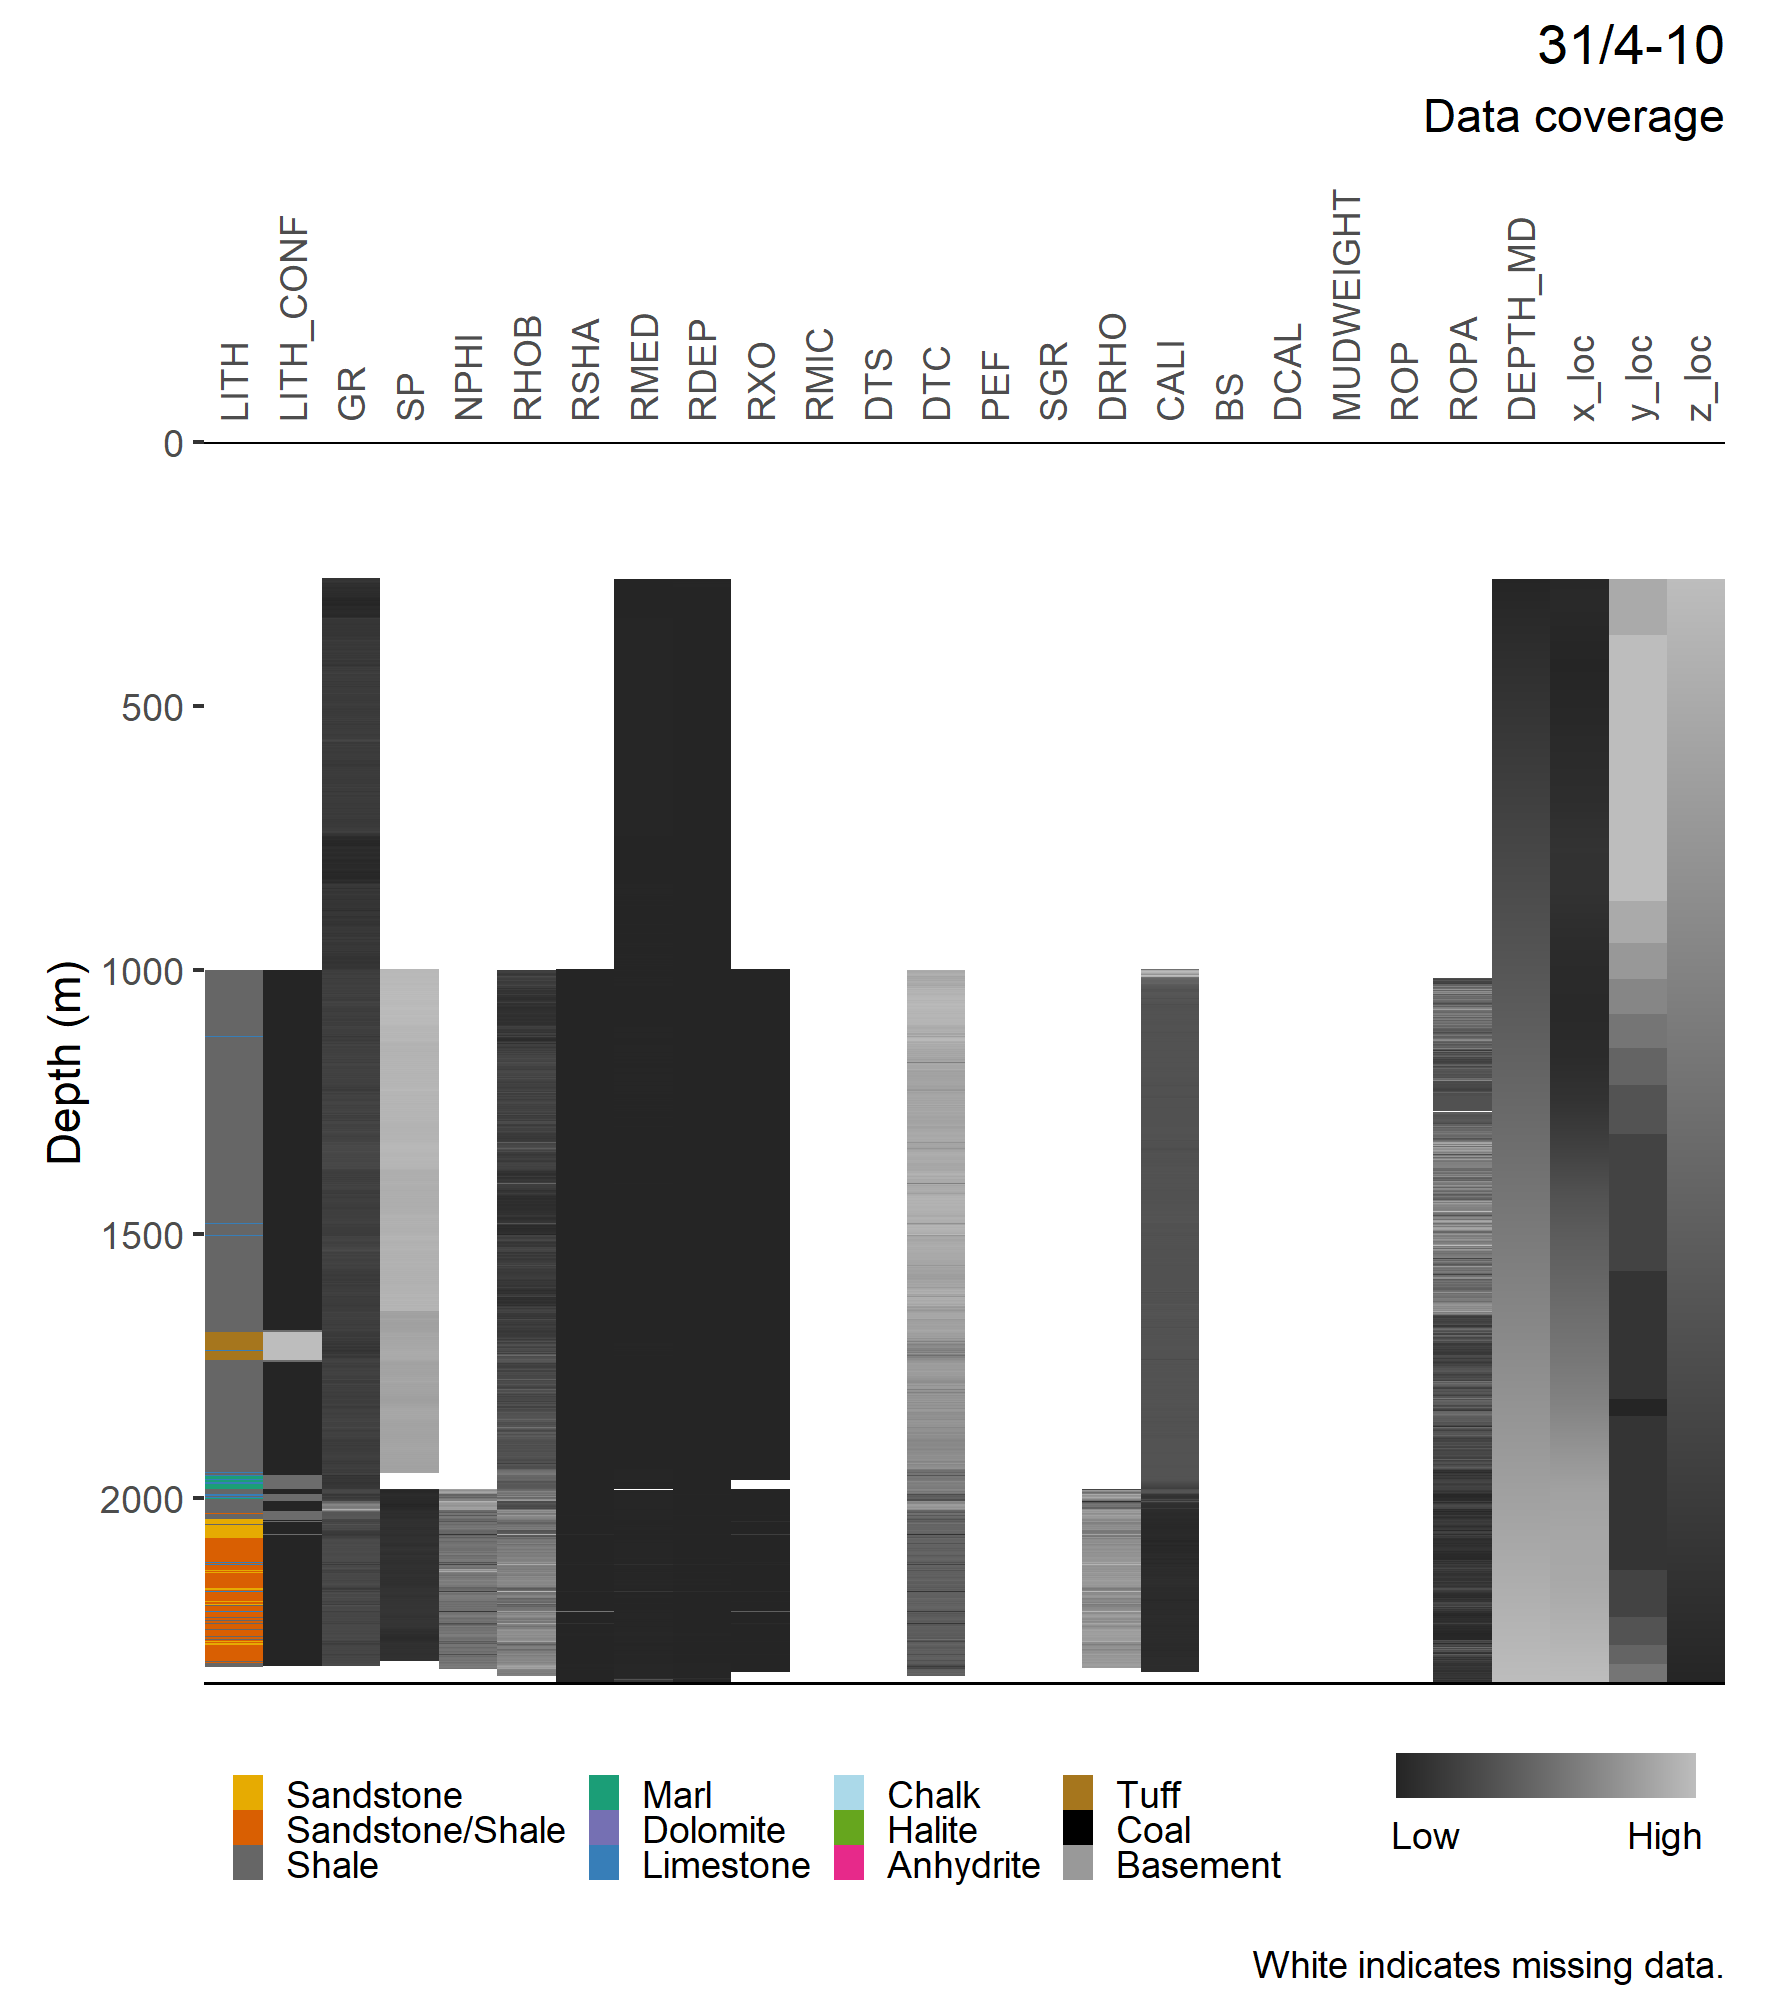 31/4-10
Data coverage
LITH
LITH_CONF
GR
SP
NPHI
RHOB
RSHA
RMED
RDEP
RXO
RMIC
DTS
DTC
PEF
SGR
DRHO
CALI
BS
DCAL
MUDWEIGHT
ROP
ROPA
DEPTH_MD
x_loc
y_loc
z_loc
0
500
1000
1500
2000
Depth (m)
Sandstone
Sandstone/Shale
Shale
Marl
Dolomite
Limestone
Chalk
Halite
Anhydrite
Tuff
Coal
Basement
Low High
White indicates missing data.